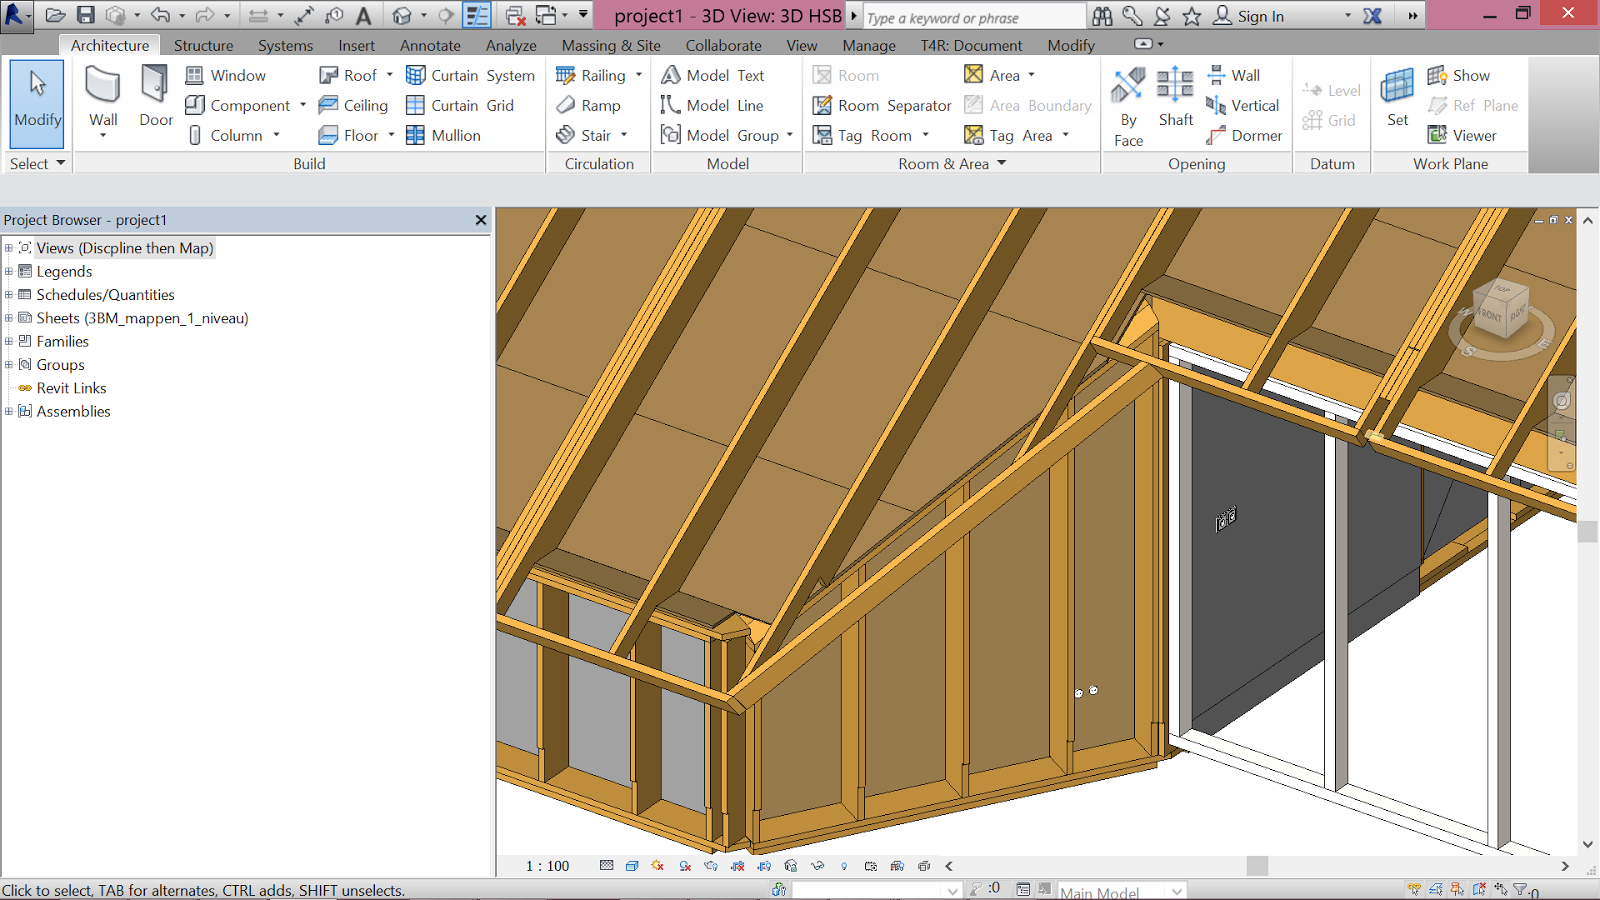 project1 - 3D View: 3D HSB
Type a keyword or phrase
Sign In
Architecture Structure Systems Insert Annotate Analyze Massing & Site Collaborate View Manage T4R: Document Modify
Modify
Wall
Door
Window
Component
Column
Roof
Ceiling
Floor
Curtain System
Curtain Grid
Mullion
Railing
Ramp
Stair
Model Text
Model Line
Model Group
Room
Room Separator
Tag Room
Area
Area Boundary
Tag Area
By Face
Shaft
Wall
Vertical
Dormer
Level
Grid
Set
Show
Ref Plane
Viewer
Select Build Circulation Model Room & Area Opening Datum Work Plane
Project Browser - project1
Views (Discpline then Map)
Legends
Schedules/Quantities
Sheets (3BM_mappen_1_niveau)
Families
Groups
Revit Links
Assemblies
TOP
FRONT
RIGHT
S
E
1 : 100
Click to select, TAB for alternates, CTRL adds, SHIFT unselects.
:0
Main Model
:0